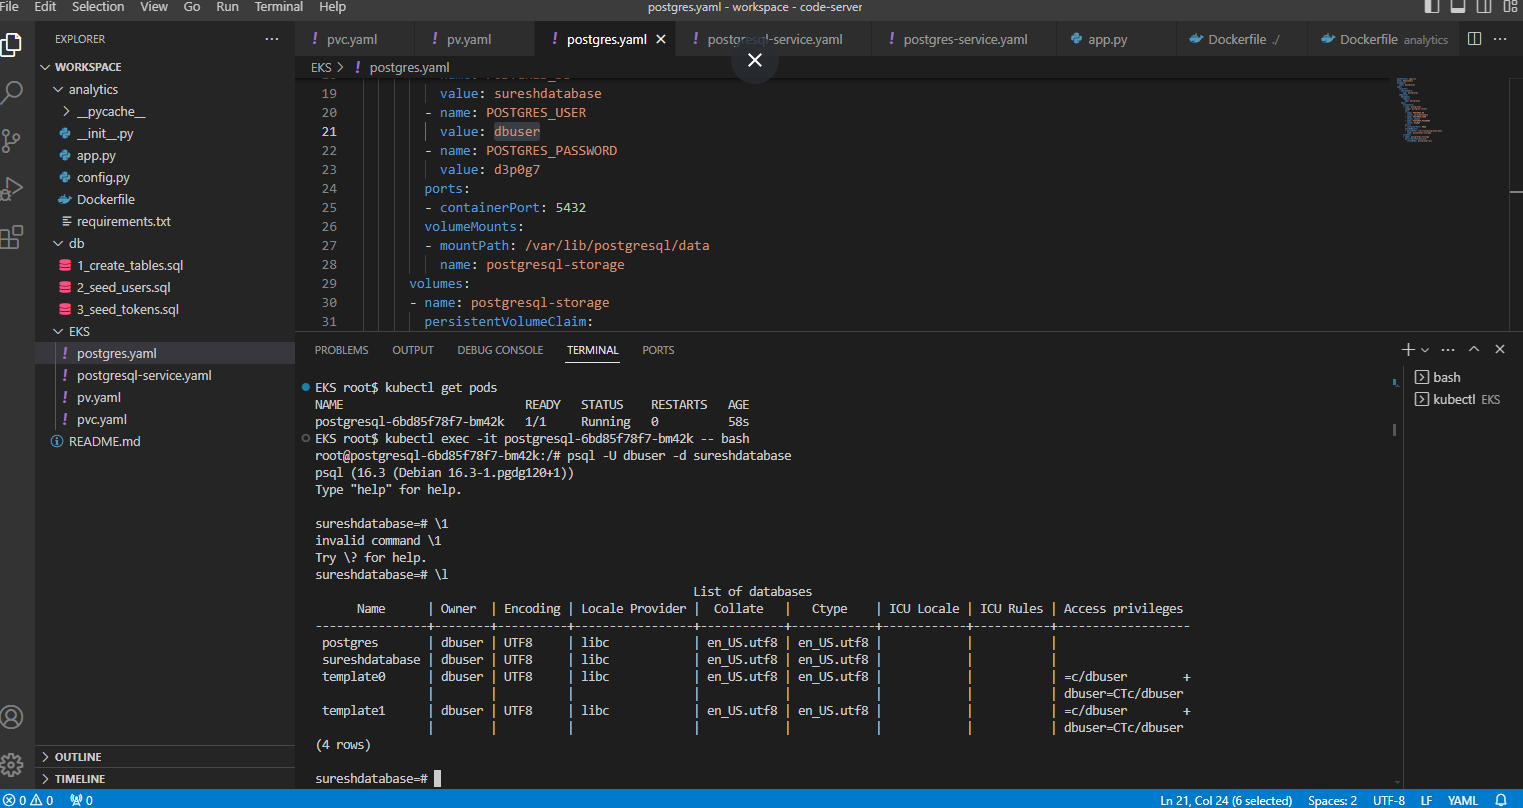 File Edit Selection View Go Run Terminal Help
postgres.yaml - workspace - code-server
EXPLORER ...
WORKSPACE
analytics
__pycache__
__init__.py
app.py
config.py
Dockerfile
requirements.txt
db
1_create_tables.sql
2_seed_users.sql
3_seed_tokens.sql
EKS
! postgres.yaml
! postgresql-service.yaml
! pv.yaml
! pvc.yaml
README.md
OUTLINE
TIMELINE
! pvc.yaml ! pv.yaml ! postgres.yaml ! postgresql-service.yaml ! postgres-service.yaml app.py Dockerfile ./ Dockerfile analytics ...
EKS > ! postgres.yaml
19 value: sureshdatabase
20 - name: POSTGRES_USER
21 value: dbuser
22 - name: POSTGRES_PASSWORD
23 value: d3p0g7
24 ports:
25 - containerPort: 5432
26 volumeMounts:
27 - mountPath: /var/lib/postgresql/data
28 name: postgresql-storage
29 volumes:
30 - name: postgresql-storage
31 persistentVolumeClaim:
PROBLEMS OUTPUT DEBUG CONSOLE TERMINAL PORTS
EKS root$ kubectl get pods
NAME READY STATUS RESTARTS AGE
postgresql-6bd85f78f7-bm42k 1/1 Running 0 58s
EKS root$ kubectl exec -it postgresql-6bd85f78f7-bm42k -- bash
root@postgresql-6bd85f78f7-bm42k:/# psql -U dbuser -d sureshdatabase
psql (16.3 (Debian 16.3-1.pgdg120+1))
Type "help" for help.
sureshdatabase=# \1
invalid command \1
Try \? for help.
sureshdatabase=# \l
List of databases
Name | Owner | Encoding | Locale Provider | Collate | Ctype | ICU Locale | ICU Rules | Access privileges
----------------+--------+----------+-----------------+------------+------------+------------+-----------+-------------------
postgres | dbuser | UTF8 | libc | en_US.utf8 | en_US.utf8 | | |
sureshdatabase | dbuser | UTF8 | libc | en_US.utf8 | en_US.utf8 | | |
template0 | dbuser | UTF8 | libc | en_US.utf8 | en_US.utf8 | | | =c/dbuser +
| | | | | | | | dbuser=CTc/dbuser
template1 | dbuser | UTF8 | libc | en_US.utf8 | en_US.utf8 | | | =c/dbuser +
| | | | | | | | dbuser=CTc/dbuser
(4 rows)
sureshdatabase=#
bash
kubectl EKS
0 0 0 Ln 21, Col 24 (6 selected) Spaces: 2 UTF-8 LF YAML